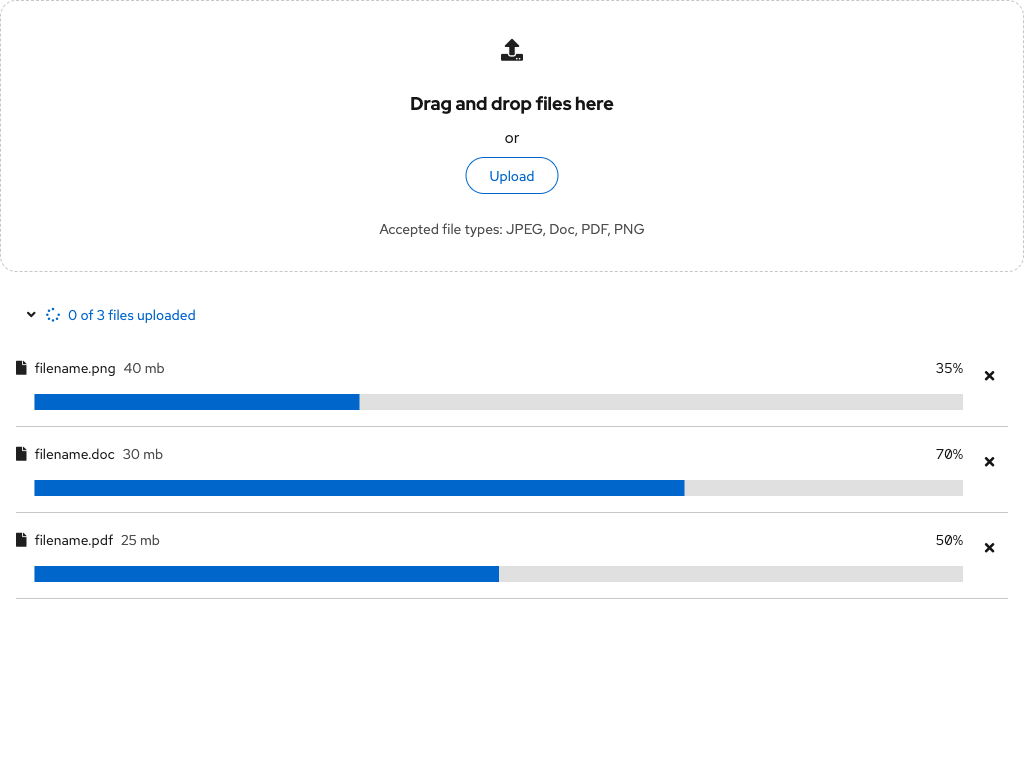 Drag and drop files here
or
Upload
Accepted file types: JPEG, Doc, PDF, PNG
0 of 3 files uploaded
filename.png 40 mb 35%
filename.doc 30 mb 70%
filename.pdf 25 mb 50%